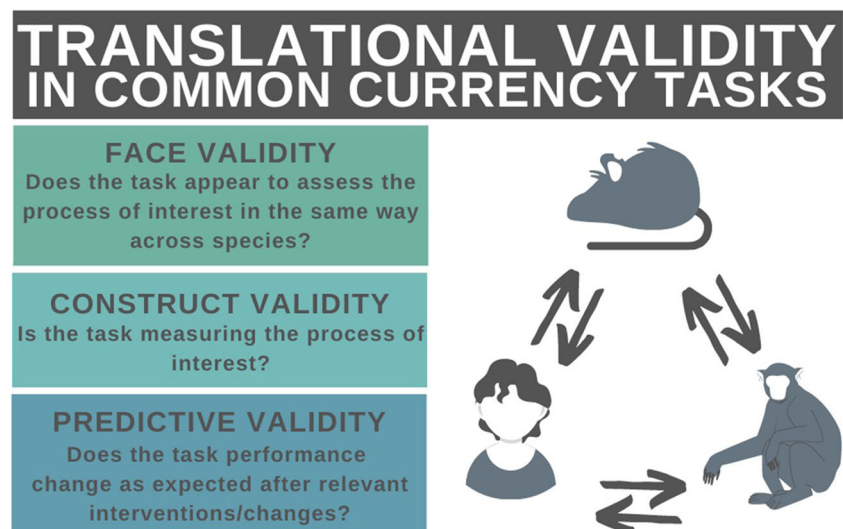 TRANSLATIONAL VALIDITY
IN COMMON CURRENCY TASKS
FACE VALIDITY
Does the task appear to assess the
process of interest in the same way
across species?
CONSTRUCT VALIDITY
Is the task measuring the process of
interest?
PREDICTIVE VALIDITY
Does the task performance
change as expected after relevant
interventions/changes?